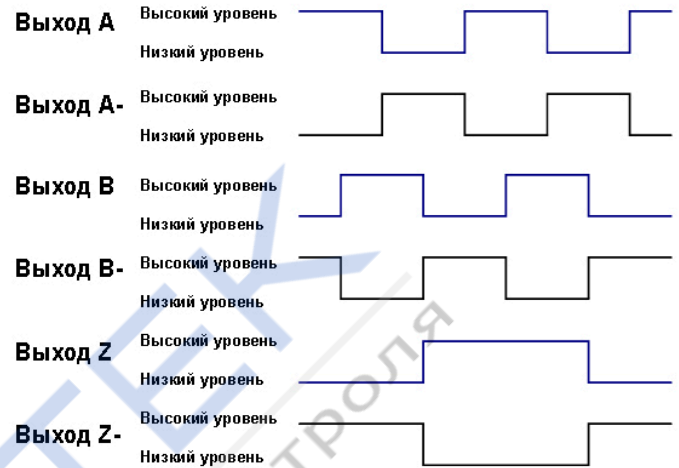 Выход A Высокий уровень
Низкий уровень
Выход A- Высокий уровень
Низкий уровень
Выход B Высокий уровень
Низкий уровень
Выход B- Высокий уровень
Низкий уровень
Выход Z Высокий уровень
Низкий уровень
Выход Z- Высокий уровень
Низкий уровень